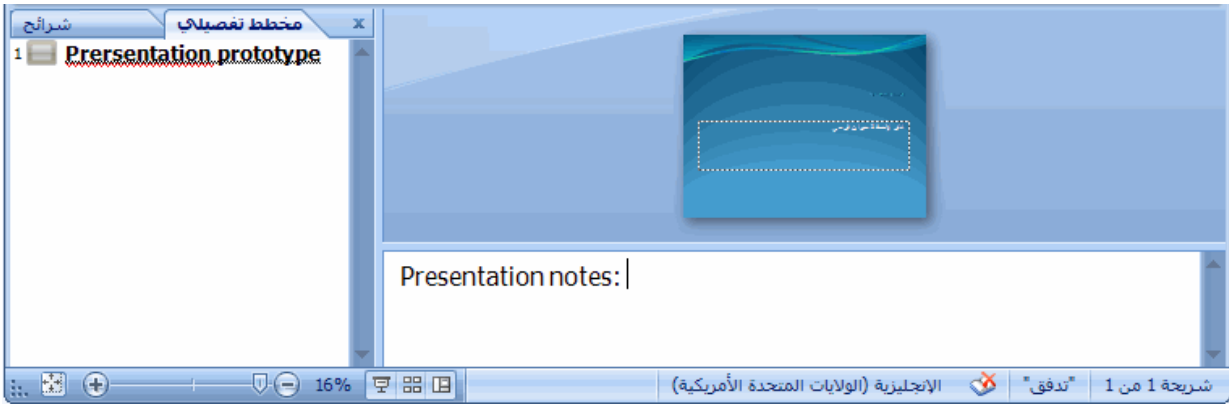 شرائح
مخطط تفصيلي
x
1 Prersentation prototype
Presentation notes:
شريحة 1 من 1
"تدفق"
الإنجليزية (الولايات المتحدة الأمريكية)
16%